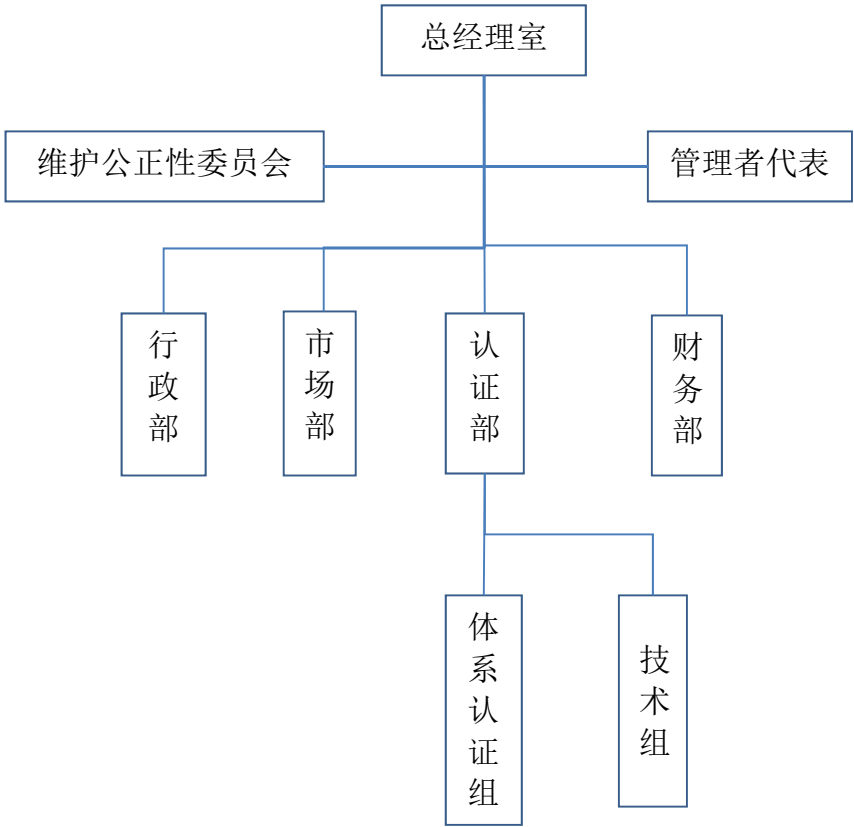 总经理室
维护公正性委员会
管理者代表
行政部
市场部
认证部
财务部
体系认证组
技术组